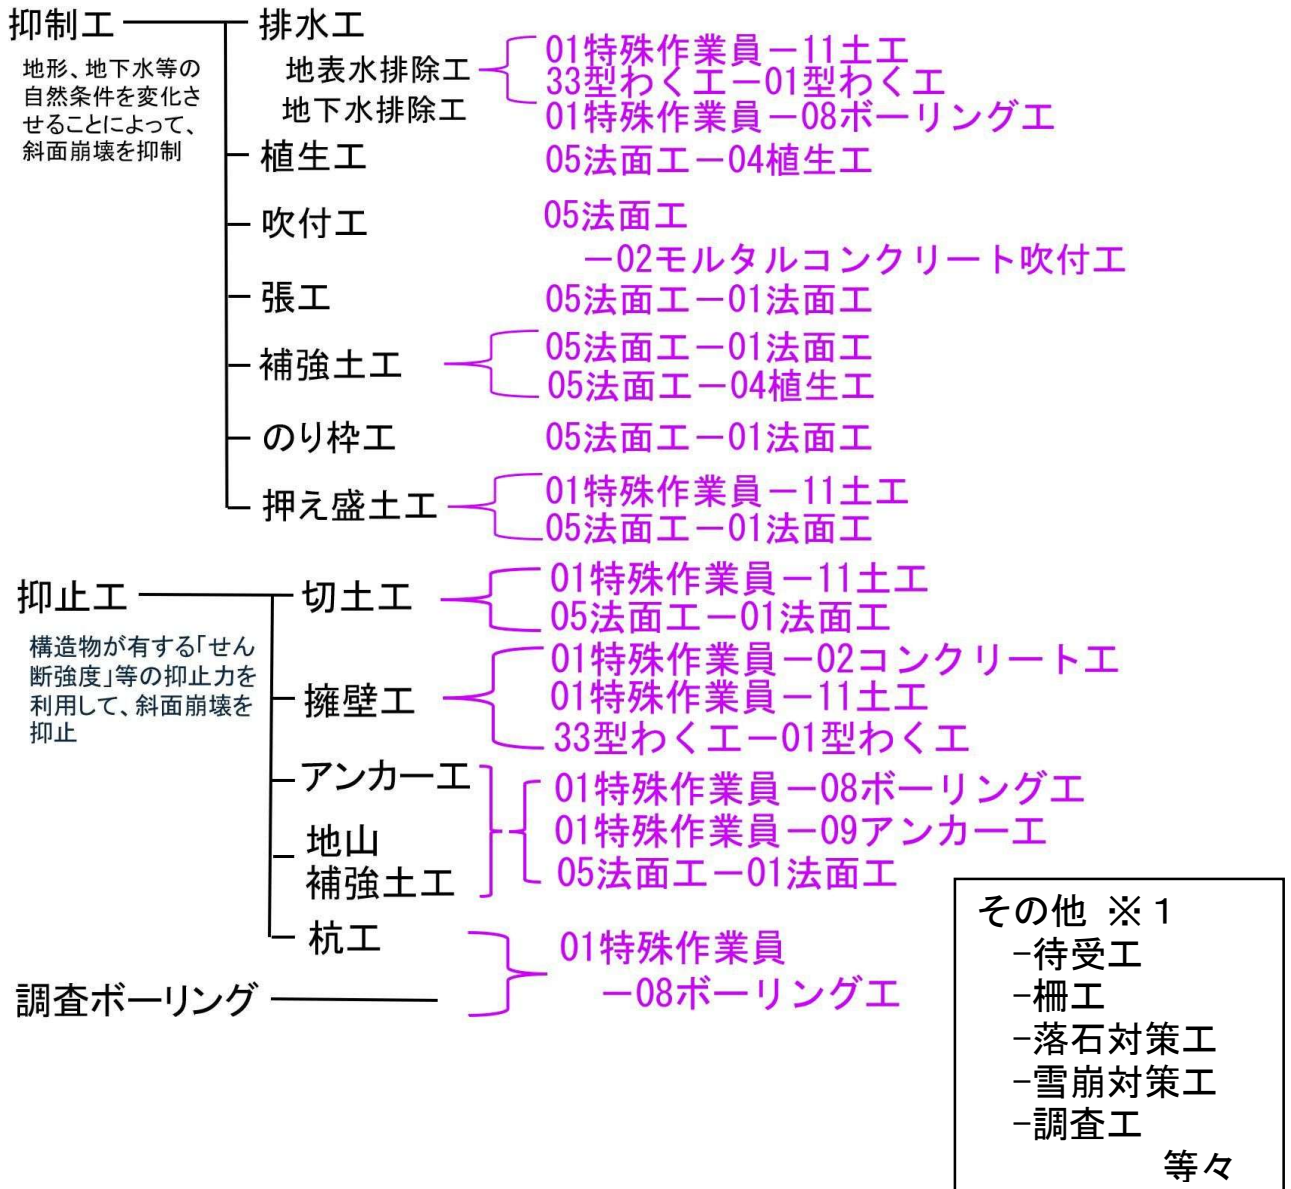 抑制工
地形、地下水等の
自然条件を変化さ
せることによって、
斜面崩壊を抑制
排水工
地表水排除工
01特殊作業員－11土工
33型わく工－01型わく工
地下水排除工
01特殊作業員－08ボーリング工
植生工
05法面工－04植生工
吹付工
05法面工
－02モルタルコンクリート吹付工
張工
05法面工－01法面工
補強土工
05法面工－01法面工
05法面工－04植生工
のり枠工
05法面工－01法面工
押え盛土工
01特殊作業員－11土工
05法面工－01法面工
抑止工
構造物が有する「せん
断強度」等の抑止力を
利用して、斜面崩壊を
抑止
切土工
01特殊作業員－11土工
05法面工－01法面工
擁壁工
01特殊作業員－02コンクリート工
01特殊作業員－11土工
33型わく工－01型わく工
アンカー工
地山
補強土工
01特殊作業員－08ボーリング工
01特殊作業員－09アンカー工
05法面工－01法面工
杭工
調査ボーリング
01特殊作業員
－08ボーリング工
その他 ※１
－待受工
－柵工
－落石対策工
－雪崩対策工
－調査工
等々